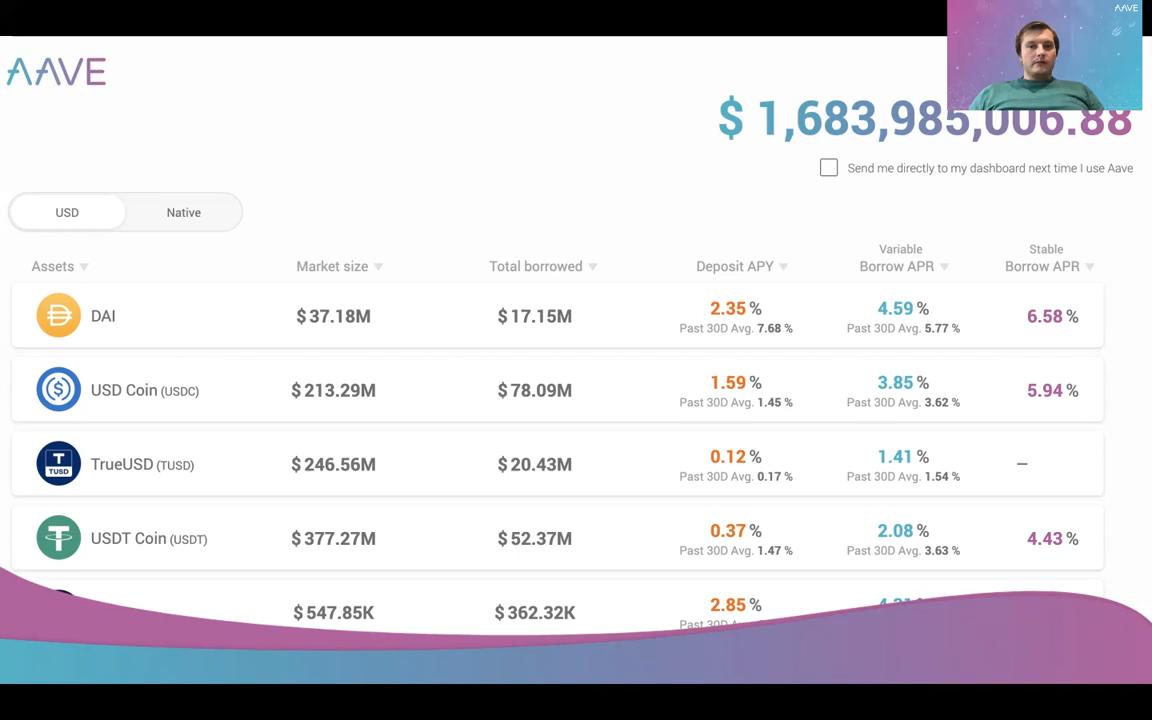 AAVE
AAVE
$ 1,683,985,006.88
Send me directly to my dashboard next time I use Aave
USD Native
Variable Stable
Assets Market size Total borrowed Deposit APY Borrow APR Borrow APR
DAI $ 37.18M $ 17.15M 2.35 % 4.59 % 6.58 %
Past 30D Avg. 7.68 % Past 30D Avg. 5.77 %
USD Coin (USDC) $ 213.29M $ 78.09M 1.59 % 3.85 % 5.94 %
Past 30D Avg. 1.45 % Past 30D Avg. 3.62 %
T
TUSD
TrueUSD (TUSD) $ 246.56M $ 20.43M 0.12 % 1.41 % –
Past 30D Avg. 0.17 % Past 30D Avg. 1.54 %
USDT Coin (USDT) $ 377.27M $ 52.37M 0.37 % 2.08 % 4.43 %
Past 30D Avg. 1.47 % Past 30D Avg. 3.63 %
$ 547.85K $ 362.32K 2.85 %
Past 30D